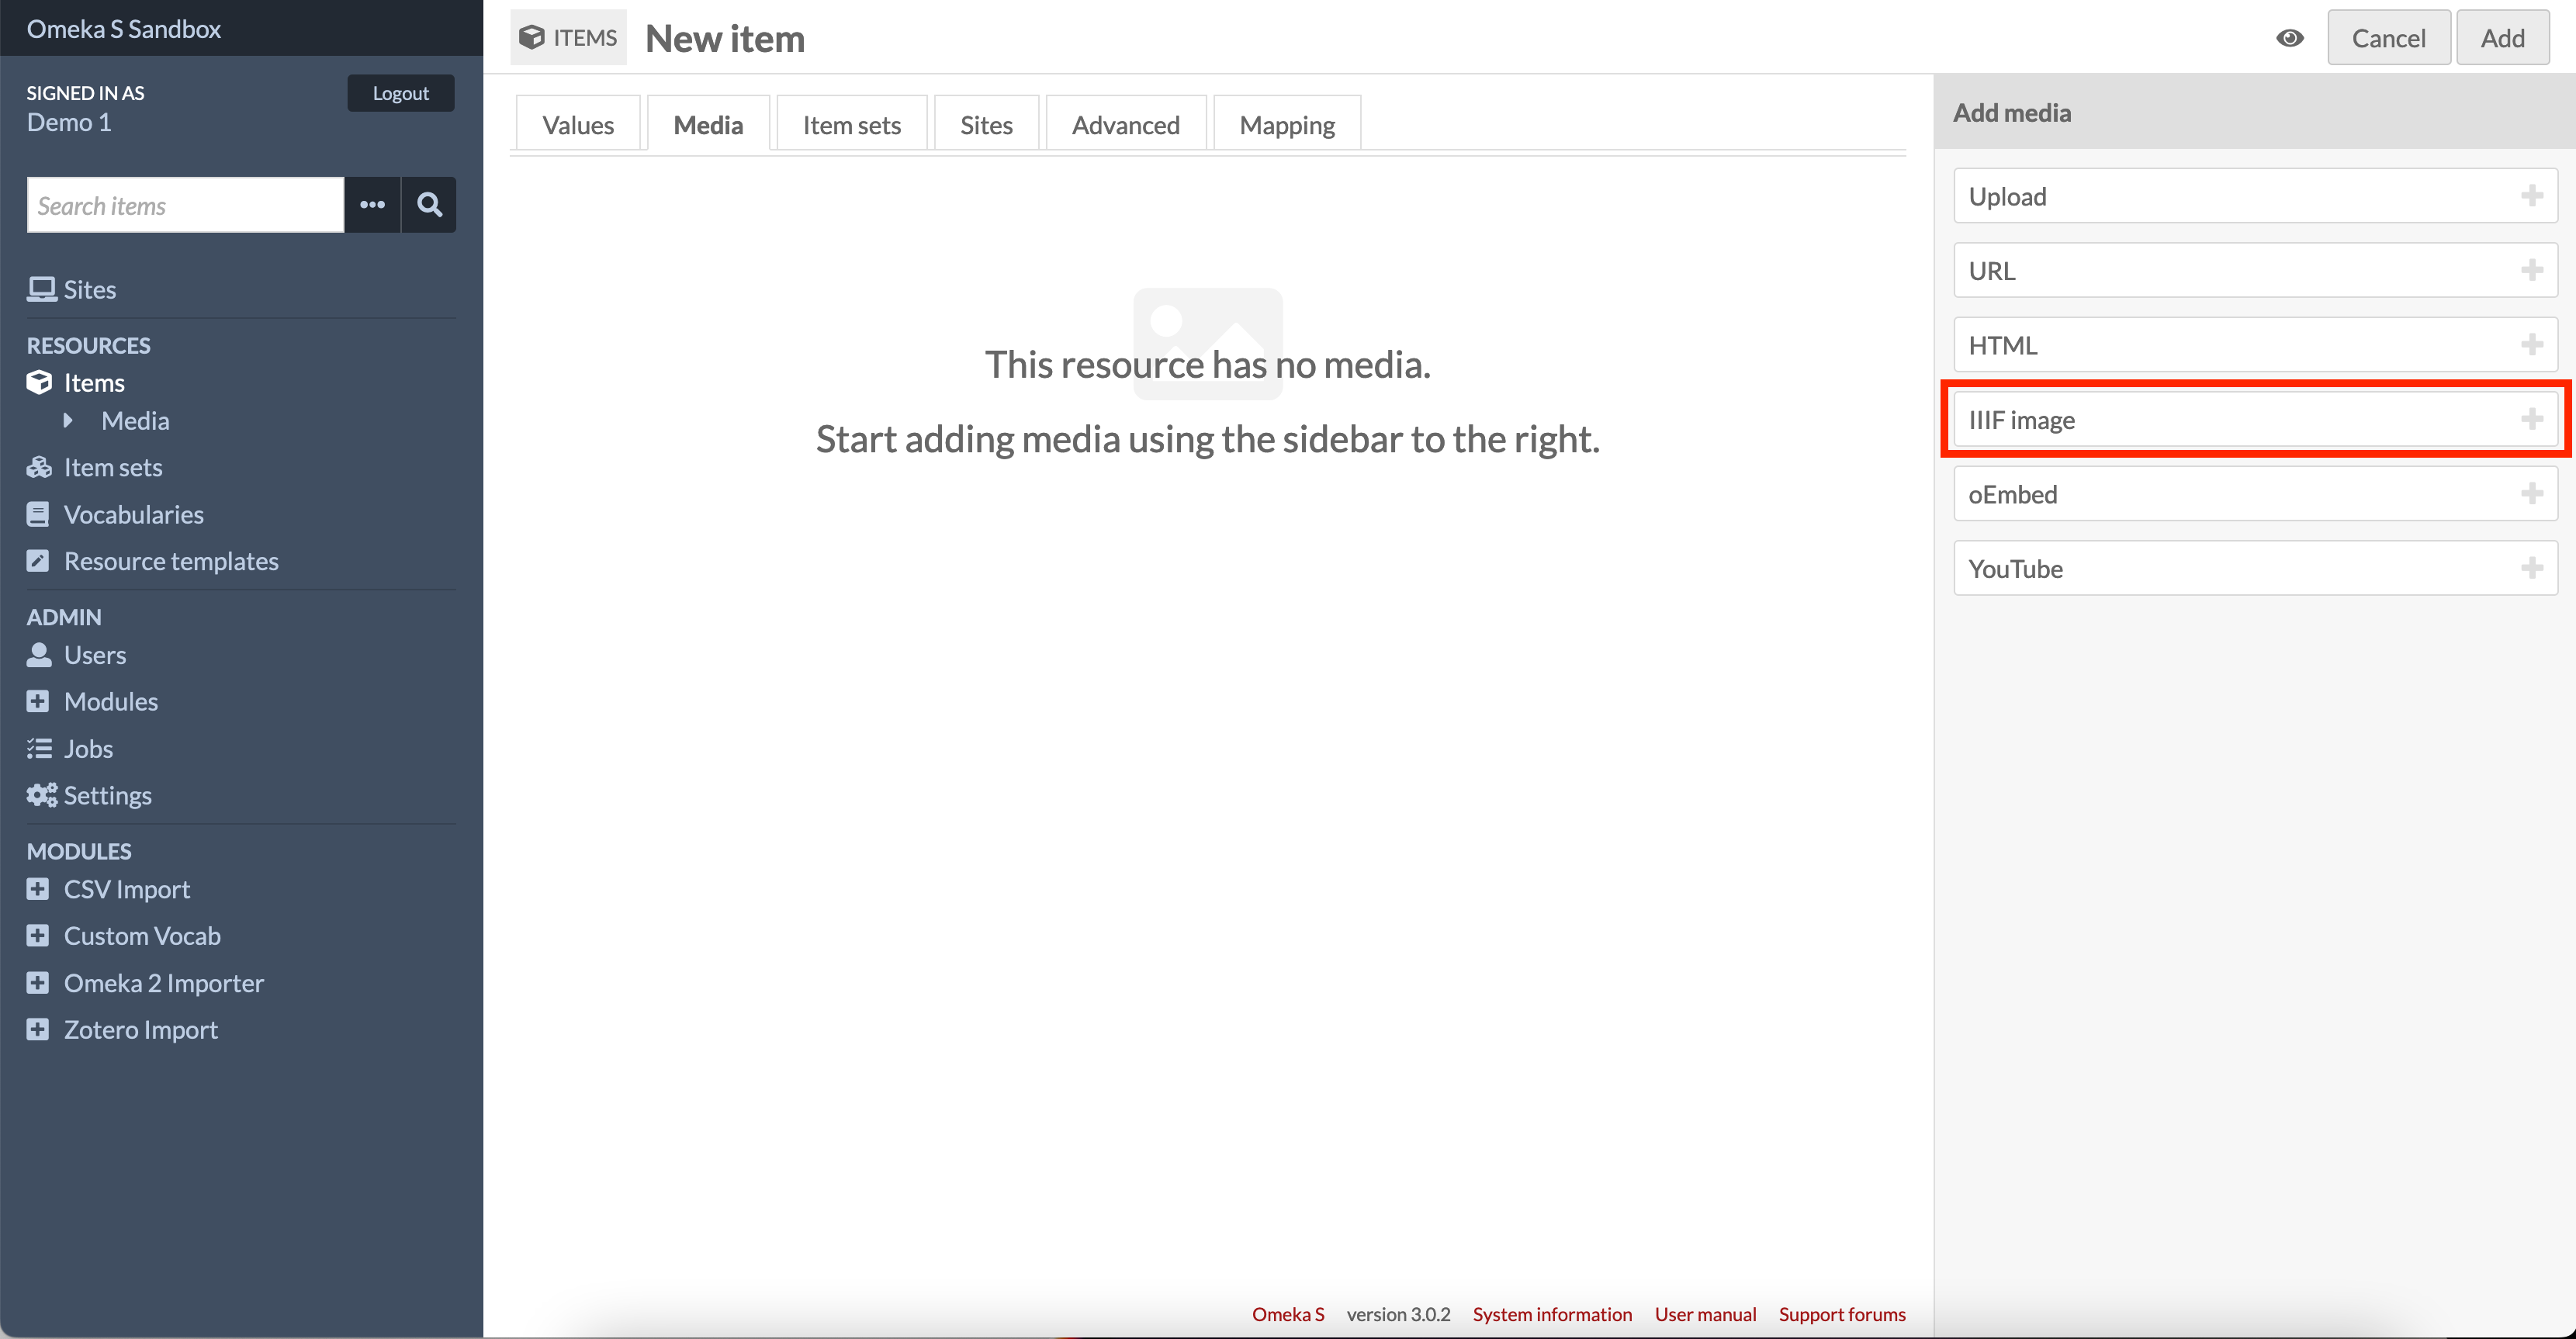 Omeka S Sandbox
SIGNED IN AS
Demo 1
Logout
Search items
Sites
RESOURCES
Items
Media
Item sets
Vocabularies
Resource templates
ADMIN
Users
Modules
Jobs
Settings
MODULES
CSV Import
Custom Vocab
Omeka 2 Importer
Zotero Import
ITEMS New item
Cancel Add
Values Media Item sets Sites Advanced Mapping
This resource has no media.
Start adding media using the sidebar to the right.
Add media
Upload
URL
HTML
IIIF image
oEmbed
YouTube
Omeka S version 3.0.2 System information User manual Support forums